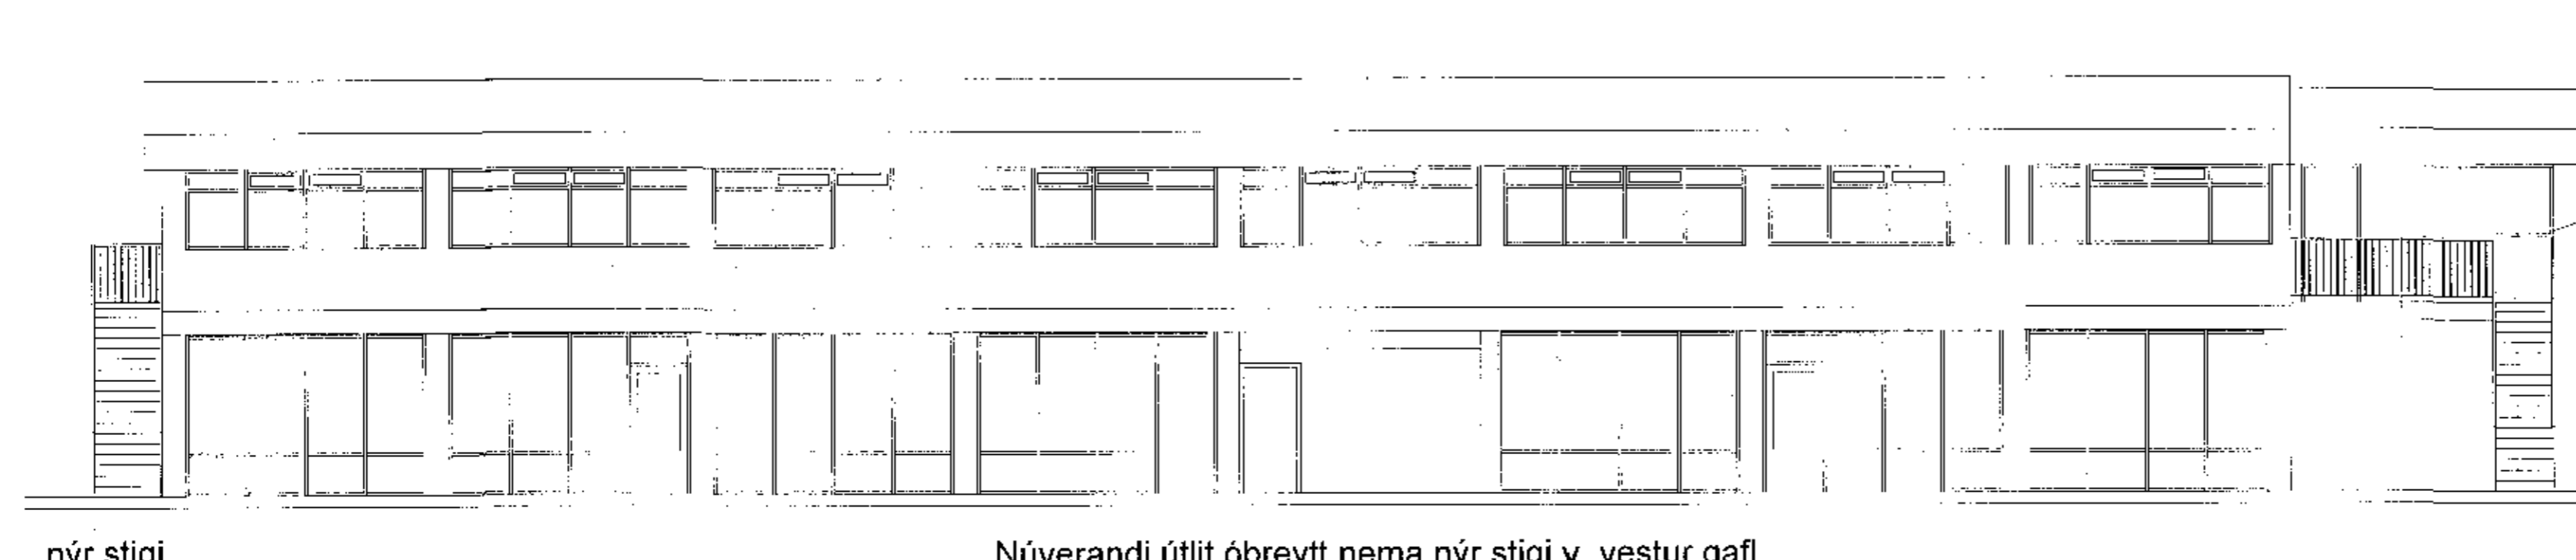 nýr stigi
Núverandi útlit óbreytt nema nýr stigi v. vestur gafl